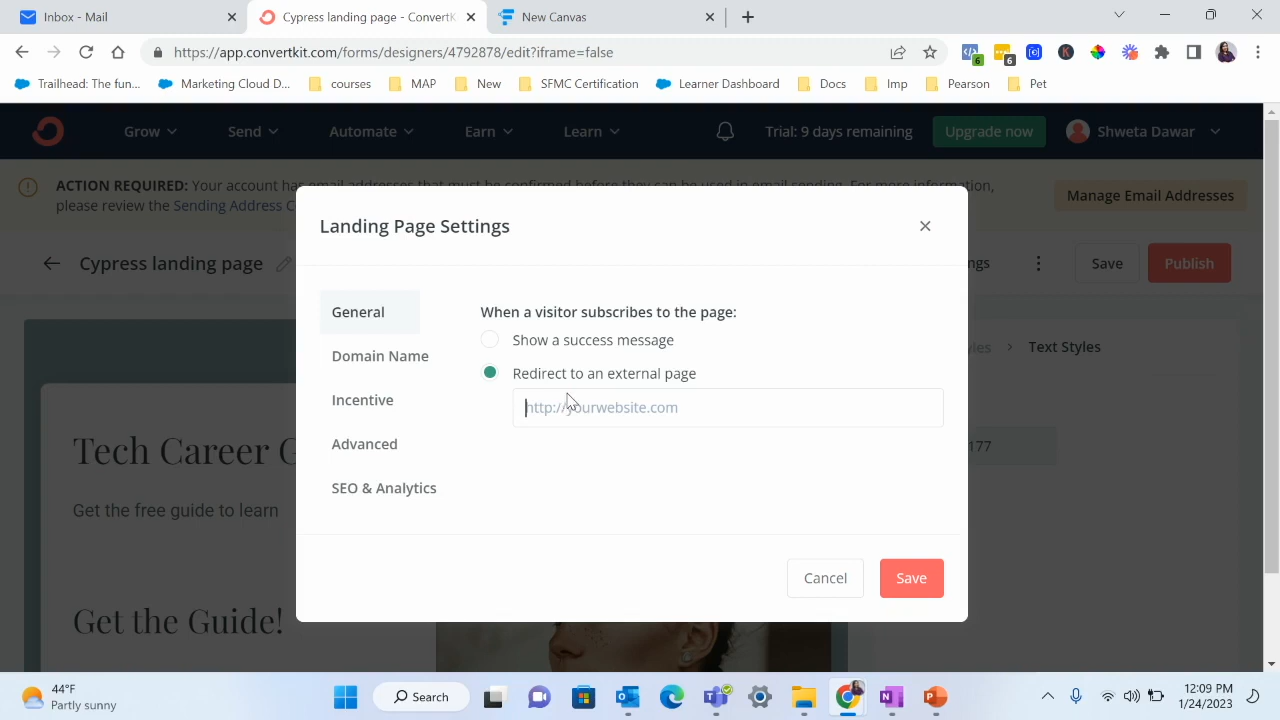 Inbox - Mail
Cypress landing page - ConvertK
New Canvas
https://app.convertkit.com/forms/designers/4792878/edit?iframe=false
6
6
Trailhead: The fun...
Marketing Cloud D...
courses
MAP
New
SFMC Certification
Learner Dashboard
Docs
Imp
Pearson
Pet
Grow
Send
Automate
Earn
Learn
Trial: 9 days remaining
Upgrade now
Shweta Dawar
ACTION REQUIRED: Your account has email addresses that must be confirmed before they can be used in email sending. For more information,
please review the Sending Address C
Manage Email Addresses
Cypress landing page
ngs
Save
Publish
Landing Page Settings
General
Domain Name
Incentive
Advanced
SEO & Analytics
When a visitor subscribes to the page:
Show a success message
Redirect to an external page
http://yourwebsite.com
Cancel
Save
yles
Text Styles
177
Tech Career G
Get the free guide to learn
Get the Guide!
44°F
Partly sunny
Search
12:09 PM
1/24/2023